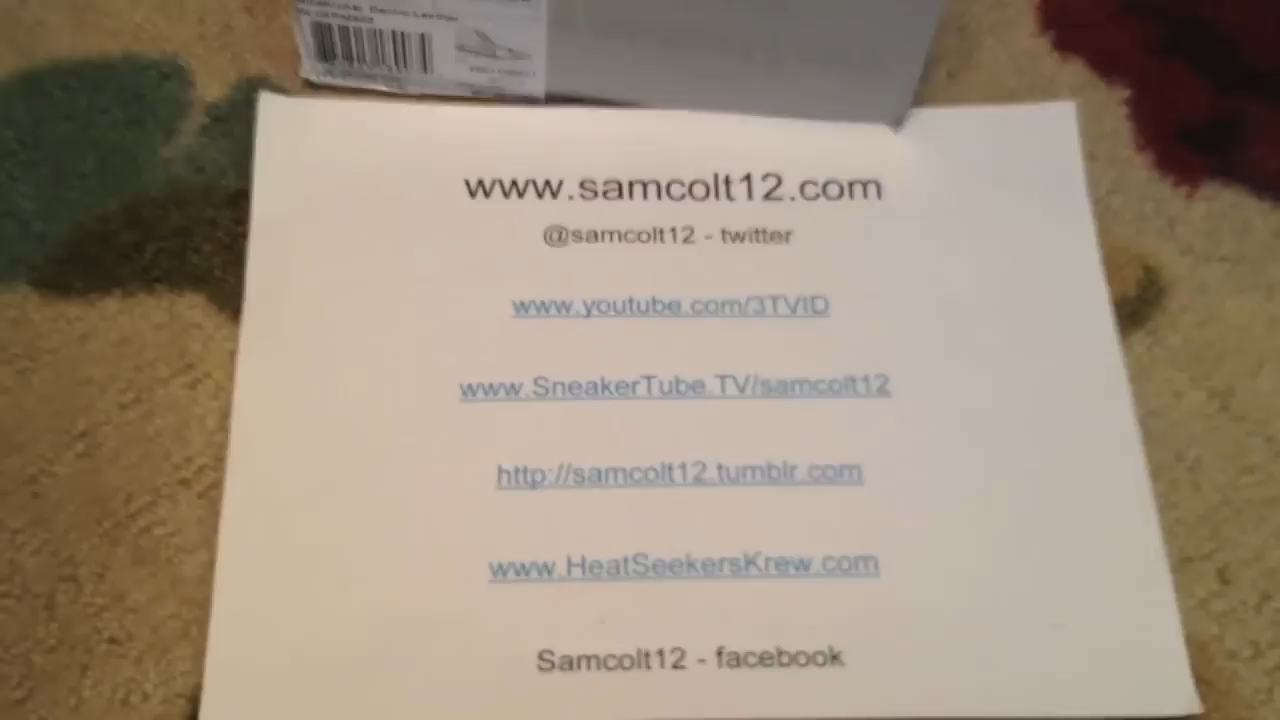 www.samcolt12.com
@samcolt12 - twitter
www.youtube.com/3TVID
www.SneakerTube.TV/samcolt12
http://samcolt12.tumblr.com
www.HeatSeekersKrew.com
Samcolt12 - facebook